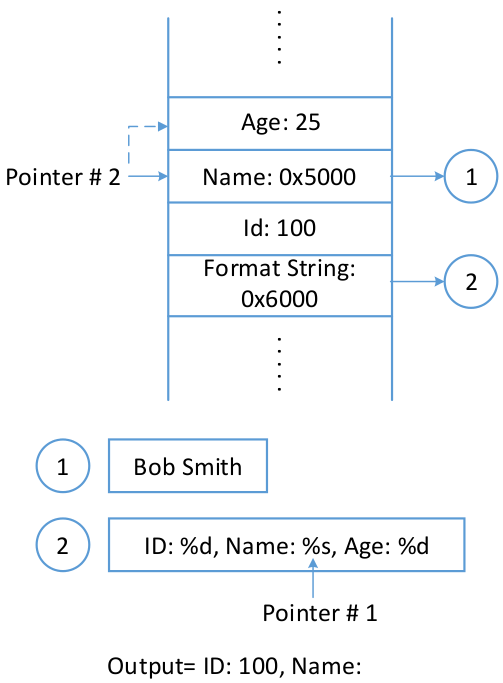 Age: 25
Pointer # 2
Name: 0x5000
1
Id: 100
Format String:
0x6000
2
1
Bob Smith
2
ID: %d, Name: %s, Age: %d
Pointer # 1
Output= ID: 100, Name: